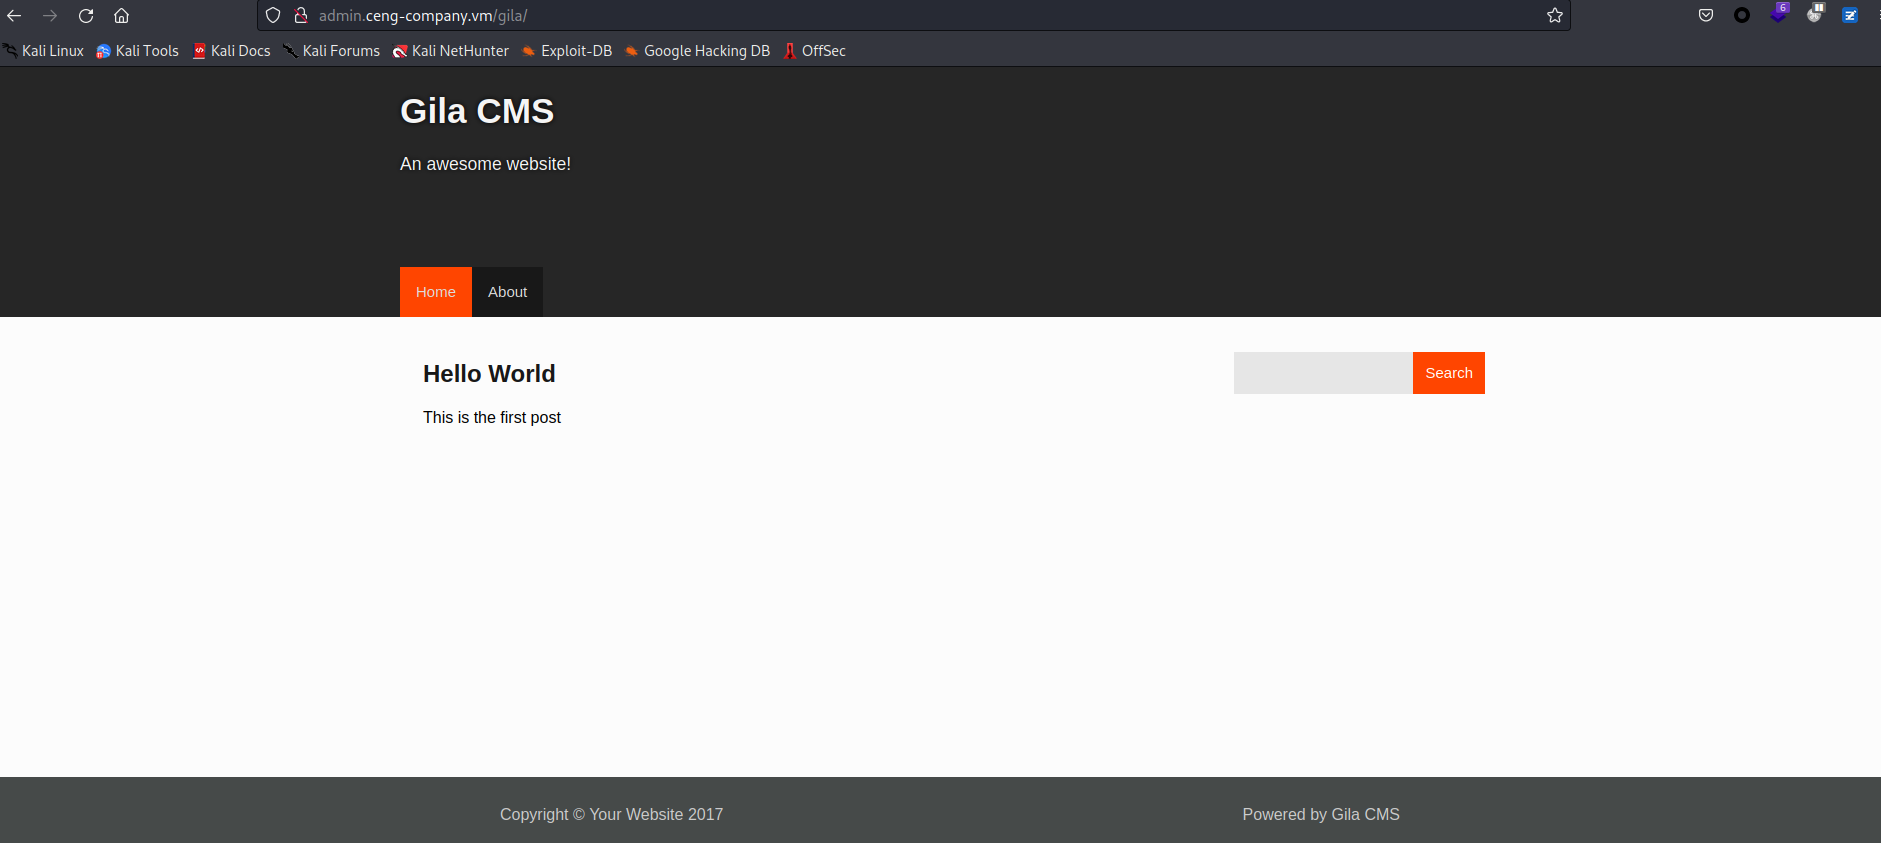 admin.ceng-company.vm/gila/
6
Kali Linux Kali Tools Kali Docs Kali Forums Kali NetHunter Exploit-DB Google Hacking DB OffSec
Gila CMS
An awesome website!
Home About
Hello World
Search
This is the first post
Copyright © Your Website 2017 Powered by Gila CMS